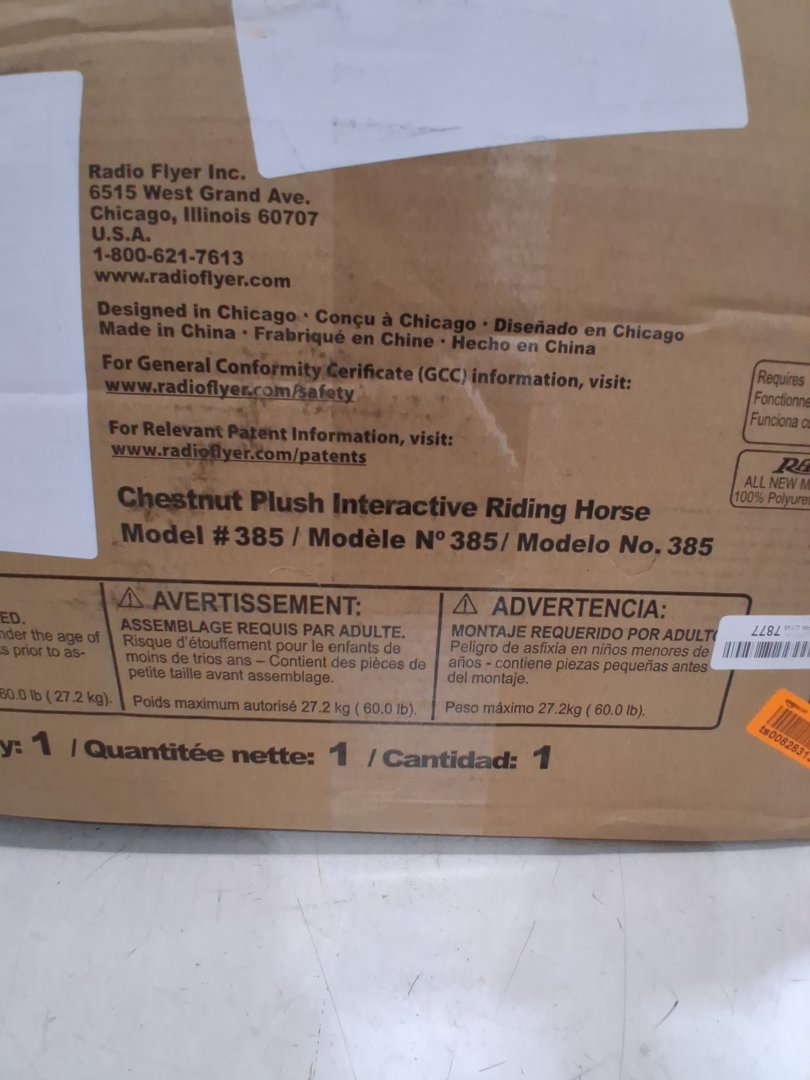 Radio Flyer Inc.
6515 West Grand Ave.
Chicago, Illinois 60707
U.S.A.
1-800-621-7613
www.radioflyer.com
Designed in Chicago · Conçu à Chicago · Diseñado en Chicago
Made in China · Frabriqué en Chine · Hecho en China
For General Conformity Cerificate (GCC) information, visit:
www.radioflyer.com/safety
For Relevant Patent Information, visit:
www.radioflyer.com/patents
Requires
Fonctionne
Funciona
ALL NEW M
100% Polyure
Chestnut Plush Interactive Riding Horse
Model #385 / Modèle Nº 385/ Modelo No. 385
ED.
nder the age of
s prior to as-
60.0 lb ( 27.2 kg).
⚠ AVERTISSEMENT:
ASSEMBLAGE REQUIS PAR ADULTE.
Risque d'étouffement pour le enfants de
moins de trios ans – Contient des pièces de
petite taille avant assemblage.
Poids maximum autorisé 27.2 kg ( 60.0 lb).
⚠ ADVERTENCIA:
MONTAJE REQUERIDO POR ADULT
Peligro de asfixia en niños menores de
años - contiene piezas pequeñas antes
del montaje.
Peso máximo 27.2kg ( 60.0 lb).
7877
ts0082831
y: 1 / Quantitée nette: 1 / Cantidad: 1